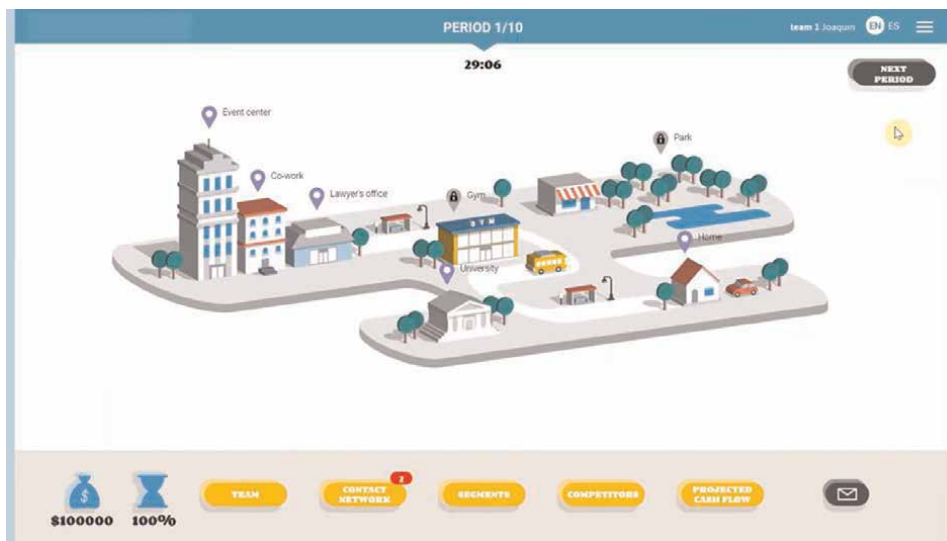 PERIOD 1/10
team 1 Joaquin EN ES
29:06
NEXT
PERIOD
Event center
Park
Co-work
Lawyer's office
Gym
GYM
Home
University
2
TEAM
CONTACT
NETWORK
SEGMENTS
COMPETITORS
PROJECTED
CASH FLOW
$
$100000
100%